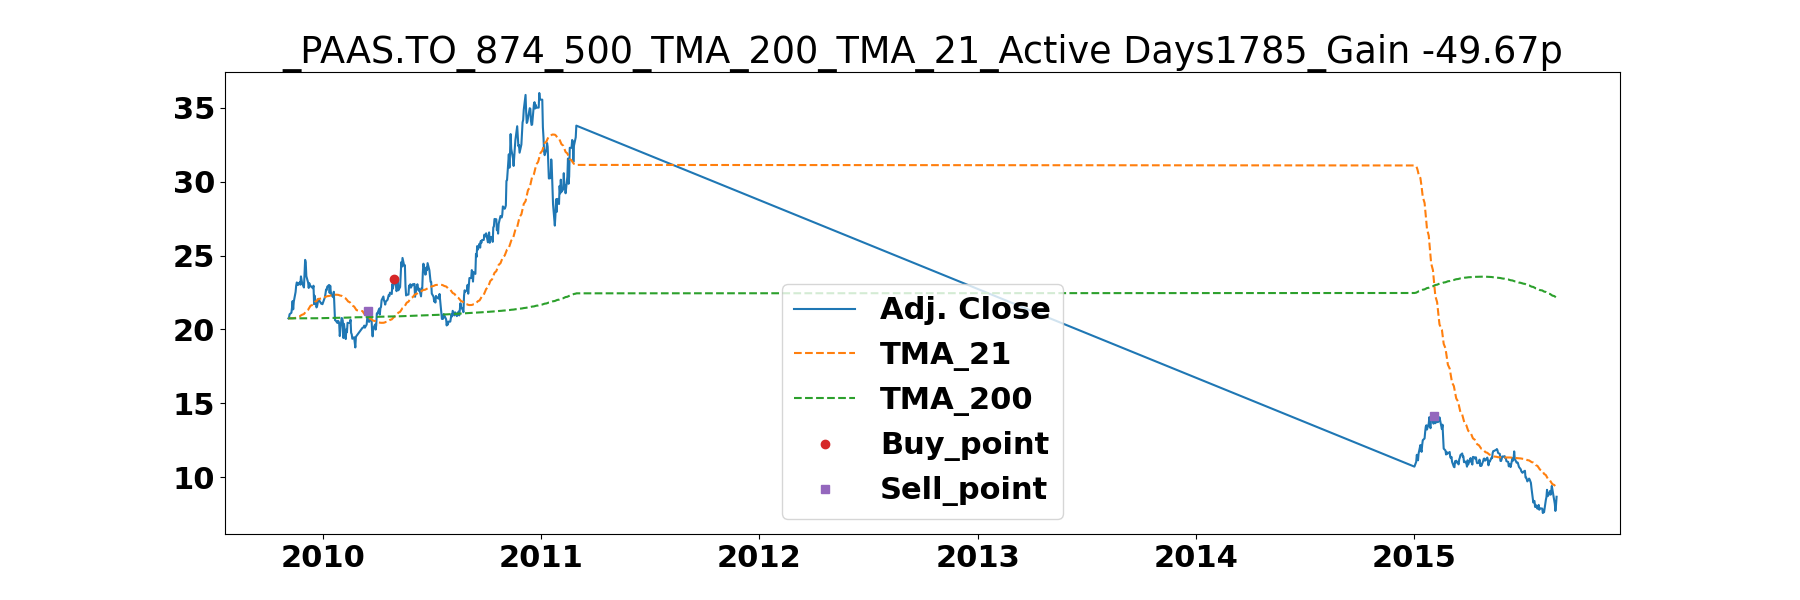 _PAAS.TO_874_500_TMA_200_TMA_21_Active Days1785_Gain -49.67p
35
30
25
20
15
10
Adj. Close
TMA_21
TMA_200
Buy_point
Sell_point
2010 2011 2012 2013 2014 2015